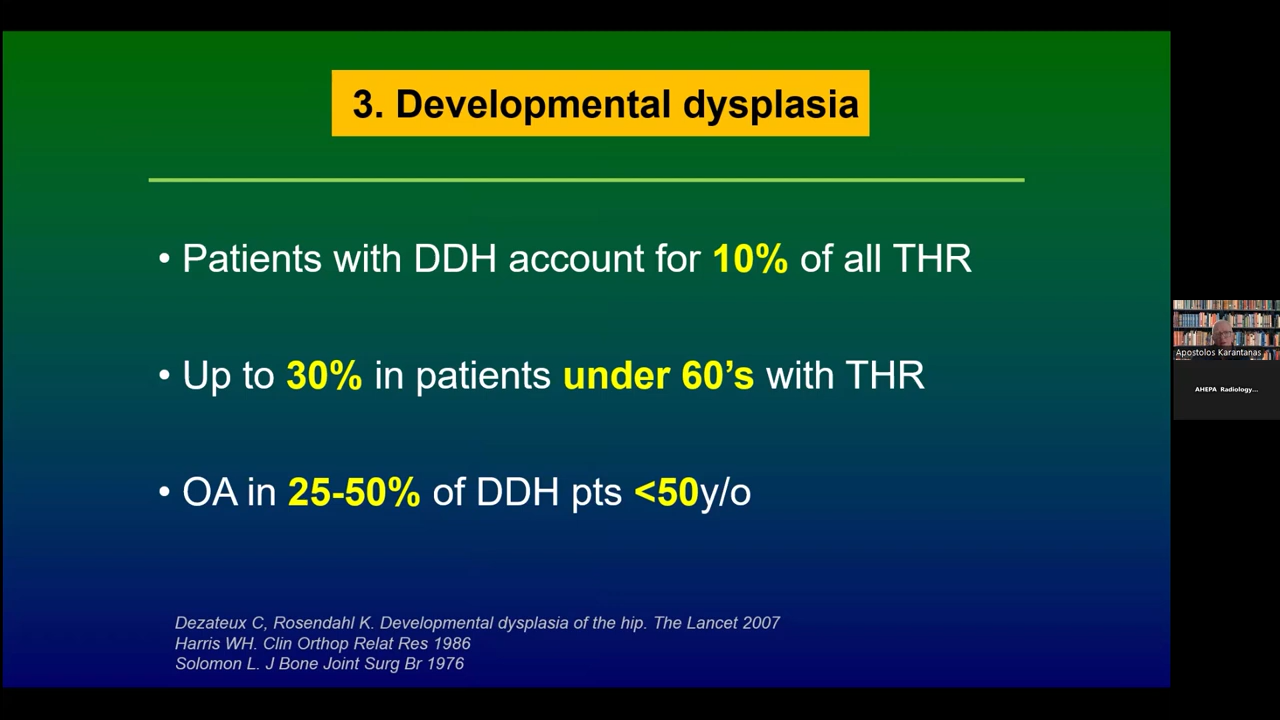 3. Developmental dysplasia
• Patients with DDH account for 10% of all THR
• Up to 30% in patients under 60’s with THR
• OA in 25-50% of DDH pts <50y/o
Dezateux C, Rosendahl K. Developmental dysplasia of the hip. The Lancet 2007
Harris WH. Clin Orthop Relat Res 1986
Solomon L. J Bone Joint Surg Br 1976
Apostolos Karantanas
AHEPA Radiology...